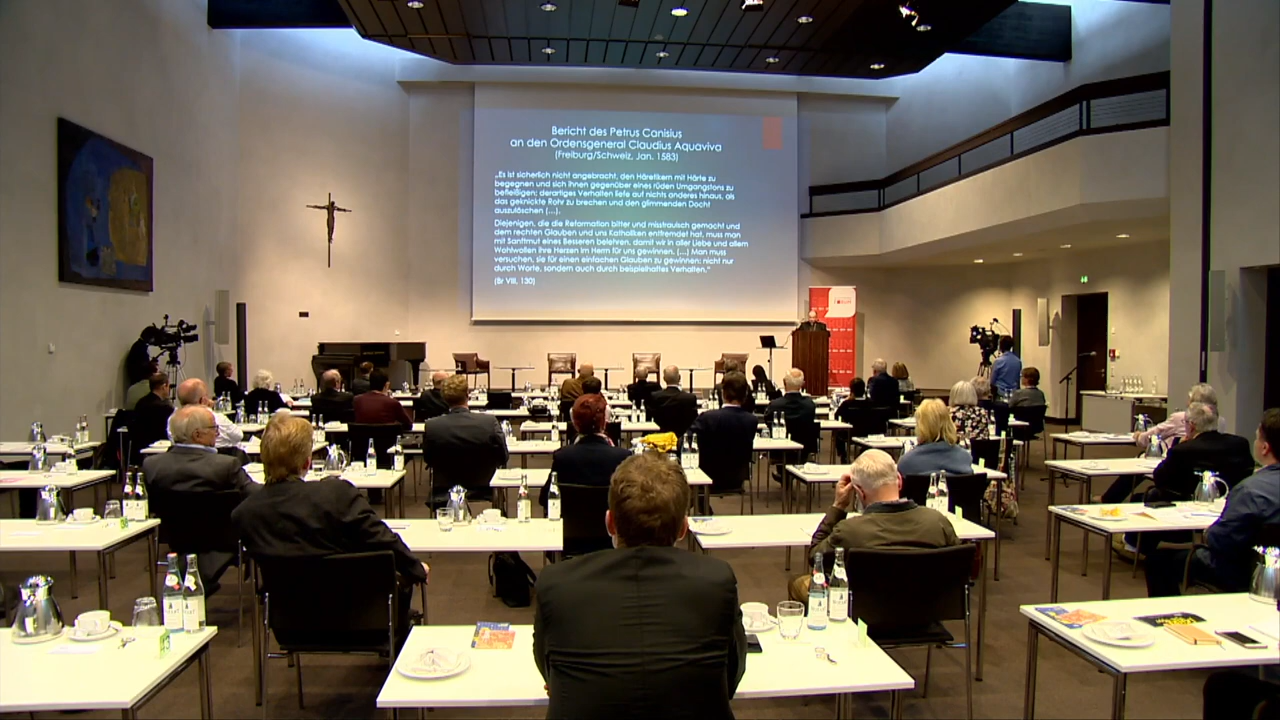 Bericht des Petrus Canisius
an den Ordensgeneral Claudius Aquaviva
(Freiburg/Schweiz, Jan. 1583)
„Es ist sicherlich nicht angebracht, den Häretikern mit Härte zu
begegnen und sich ihnen gegenüber eines rüden Umgangstons zu
befleißigen; derartiges Verhalten liefe auf nichts anderes hinaus, als
das geknickte Rohr zu brechen und den glimmenden Docht
auszulöschen (...).
Diejenigen, die die Reformation bitter und misstrauisch gemacht und
dem rechten Glauben und uns Katholiken entfremdet hat, muss man
mit Sanftmut eines Besseren belehren, damit wir in aller Liebe und allem
Wohlwollen ihre Herzen im Herrn für uns gewinnen. (...) Man muss
versuchen, sie für einen einfachen Glauben zu gewinnen: nicht nur
durch Worte, sondern auch durch beispielhaftes Verhalten.“
(Br VIII, 130)